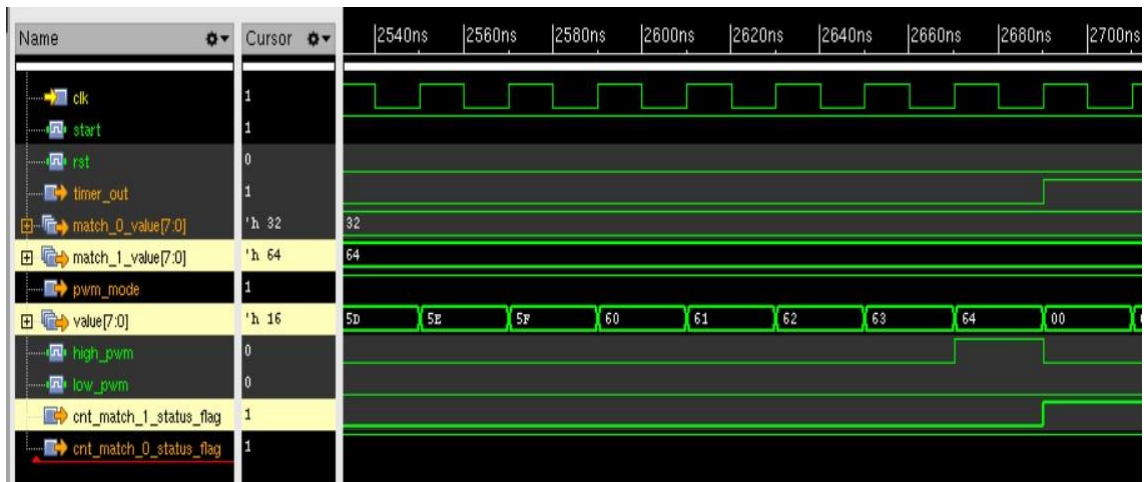 Name Cursor 2540ns 2560ns 2580ns 2600ns 2620ns 2640ns 2660ns 2680ns 2700ns
clk 1
start 1
rst 0
timer_out 1
match_0_value[7:0] 'h 32 32
match_1_value[7:0] 'h 64 64
pwm_mode 1
value[7:0] 'h 16 5D 5E 5F 60 61 62 63 64 00
high_pwm 0
low_pwm 0
cnt_match_1_status_flag 1
cnt_match_0_status_flag 1